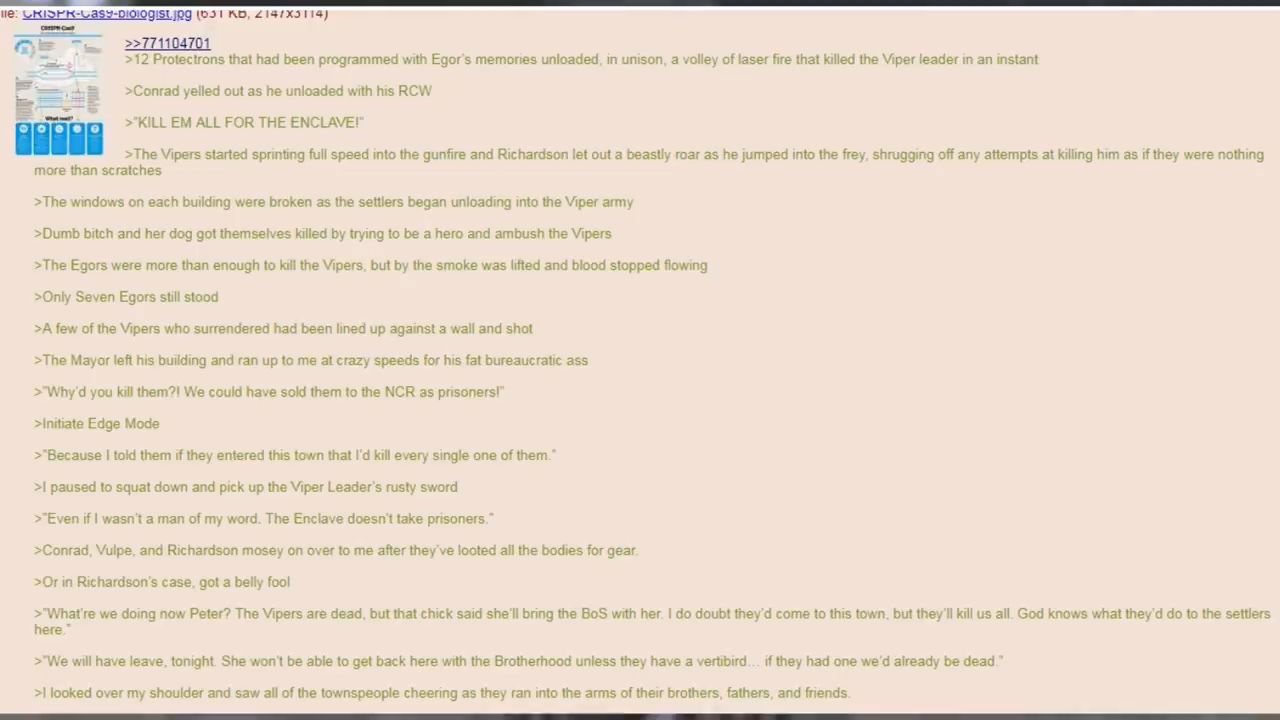 ile: CRISPR-Cas9-biologist.jpg (631 KB, 2147x3114)
CRISPR-Cas9
What next?
>>771104701
>12 Protectrons that had been programmed with Egor's memories unloaded, in unison, a volley of laser fire that killed the Viper leader in an instant
>Conrad yelled out as he unloaded with his RCW
>"KILL EM ALL FOR THE ENCLAVE!"
>The Vipers started sprinting full speed into the gunfire and Richardson let out a beastly roar as he jumped into the frey, shrugging off any attempts at killing him as if they were nothing
more than scratches
>The windows on each building were broken as the settlers began unloading into the Viper army
>Dumb bitch and her dog got themselves killed by trying to be a hero and ambush the Vipers
>The Egors were more than enough to kill the Vipers, but by the smoke was lifted and blood stopped flowing
>Only Seven Egors still stood
>A few of the Vipers who surrendered had been lined up against a wall and shot
>The Mayor left his building and ran up to me at crazy speeds for his fat bureaucratic ass
>"Why'd you kill them?! We could have sold them to the NCR as prisoners!"
>Initiate Edge Mode
>"Because I told them if they entered this town that I'd kill every single one of them."
>I paused to squat down and pick up the Viper Leader's rusty sword
>"Even if I wasn't a man of my word. The Enclave doesn't take prisoners."
>Conrad, Vulpe, and Richardson mosey on over to me after they've looted all the bodies for gear.
>Or in Richardson's case, got a belly fool
>"What're we doing now Peter? The Vipers are dead, but that chick said she'll bring the BoS with her. I do doubt they'd come to this town, but they'll kill us all. God knows what they'd do to the settlers
here."
>"We will have leave, tonight. She won't be able to get back here with the Brotherhood unless they have a vertibird… if they had one we'd already be dead."
>I looked over my shoulder and saw all of the townspeople cheering as they ran into the arms of their brothers, fathers, and friends.